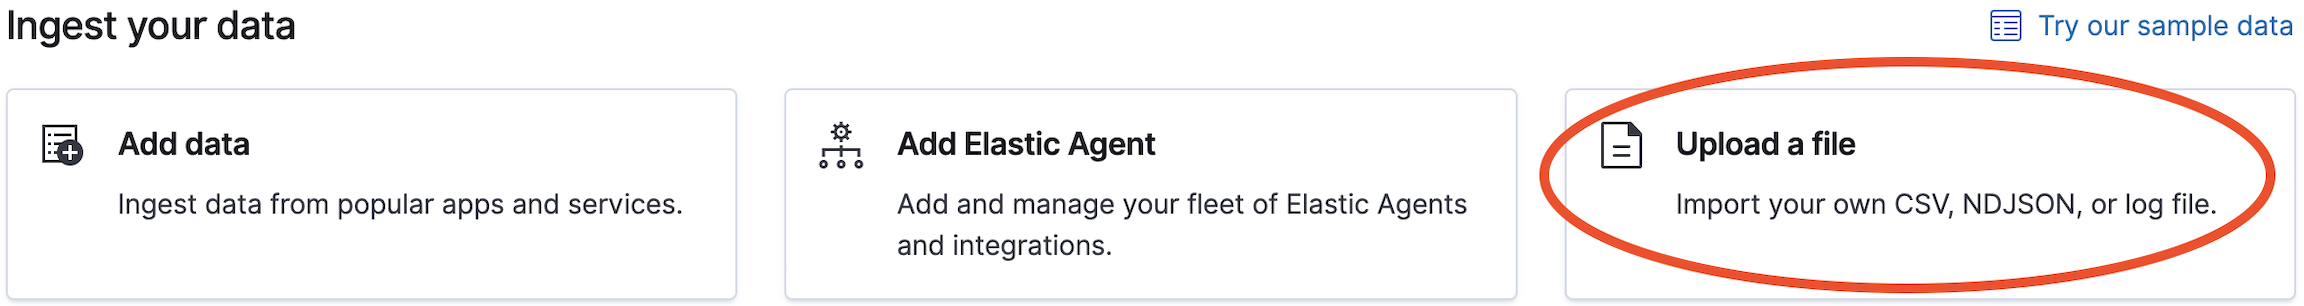 Ingest your data
Try our sample data
Add data
Ingest data from popular apps and services.
Add Elastic Agent
Add and manage your fleet of Elastic Agents
and integrations.
Upload a file
Import your own CSV, NDJSON, or log file.